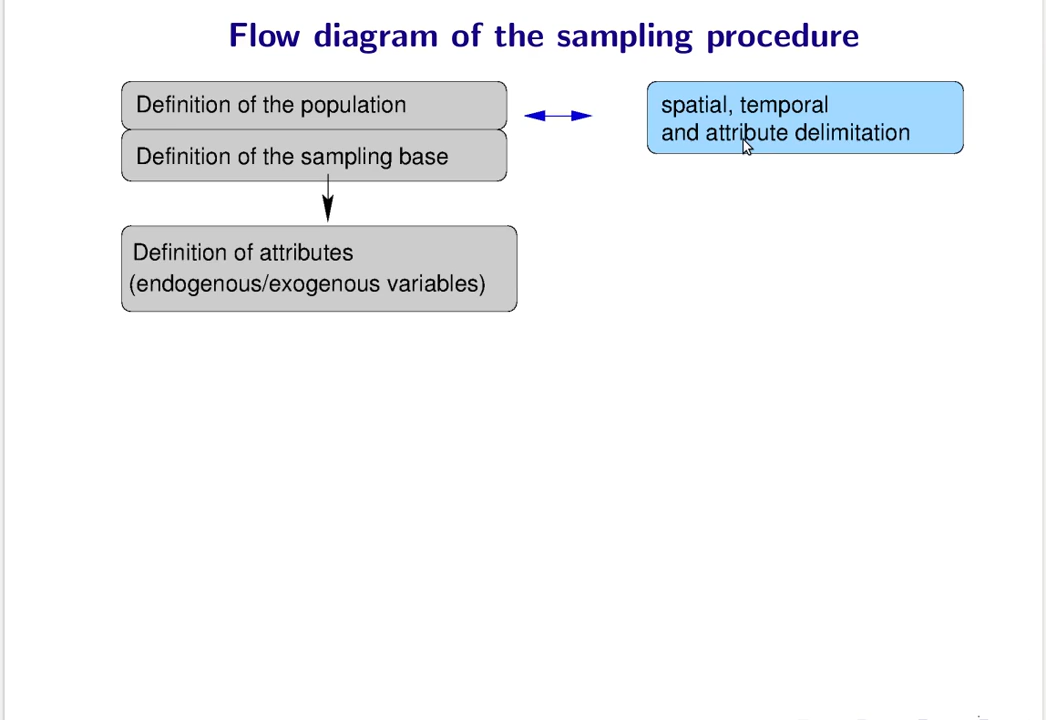 Flow diagram of the sampling procedure
Definition of the population
spatial, temporal
and attribute delimitation
Definition of the sampling base
Definition of attributes
(endogenous/exogenous variables)